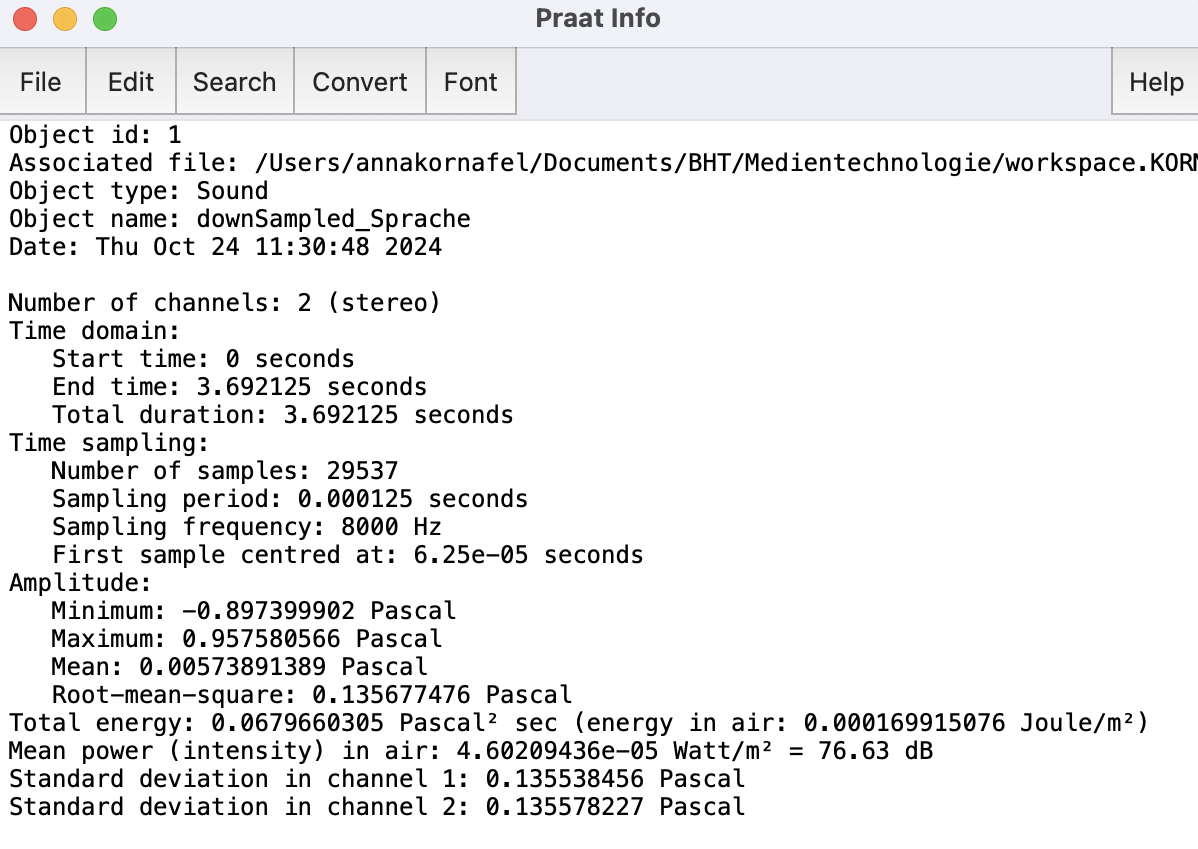 Praat Info
File Edit Search Convert Font Help
Object id: 1
Associated file: /Users/annakornafel/Documents/BHT/Medientechnologie/workspace.KORN
Object type: Sound
Object name: downSampled_Sprache
Date: Thu Oct 24 11:30:48 2024
Number of channels: 2 (stereo)
Time domain:
Start time: 0 seconds
End time: 3.692125 seconds
Total duration: 3.692125 seconds
Time sampling:
Number of samples: 29537
Sampling period: 0.000125 seconds
Sampling frequency: 8000 Hz
First sample centred at: 6.25e-05 seconds
Amplitude:
Minimum: -0.897399902 Pascal
Maximum: 0.957580566 Pascal
Mean: 0.00573891389 Pascal
Root-mean-square: 0.135677476 Pascal
Total energy: 0.0679660305 Pascal² sec (energy in air: 0.000169915076 Joule/m²)
Mean power (intensity) in air: 4.60209436e-05 Watt/m² = 76.63 dB
Standard deviation in channel 1: 0.135538456 Pascal
Standard deviation in channel 2: 0.135578227 Pascal